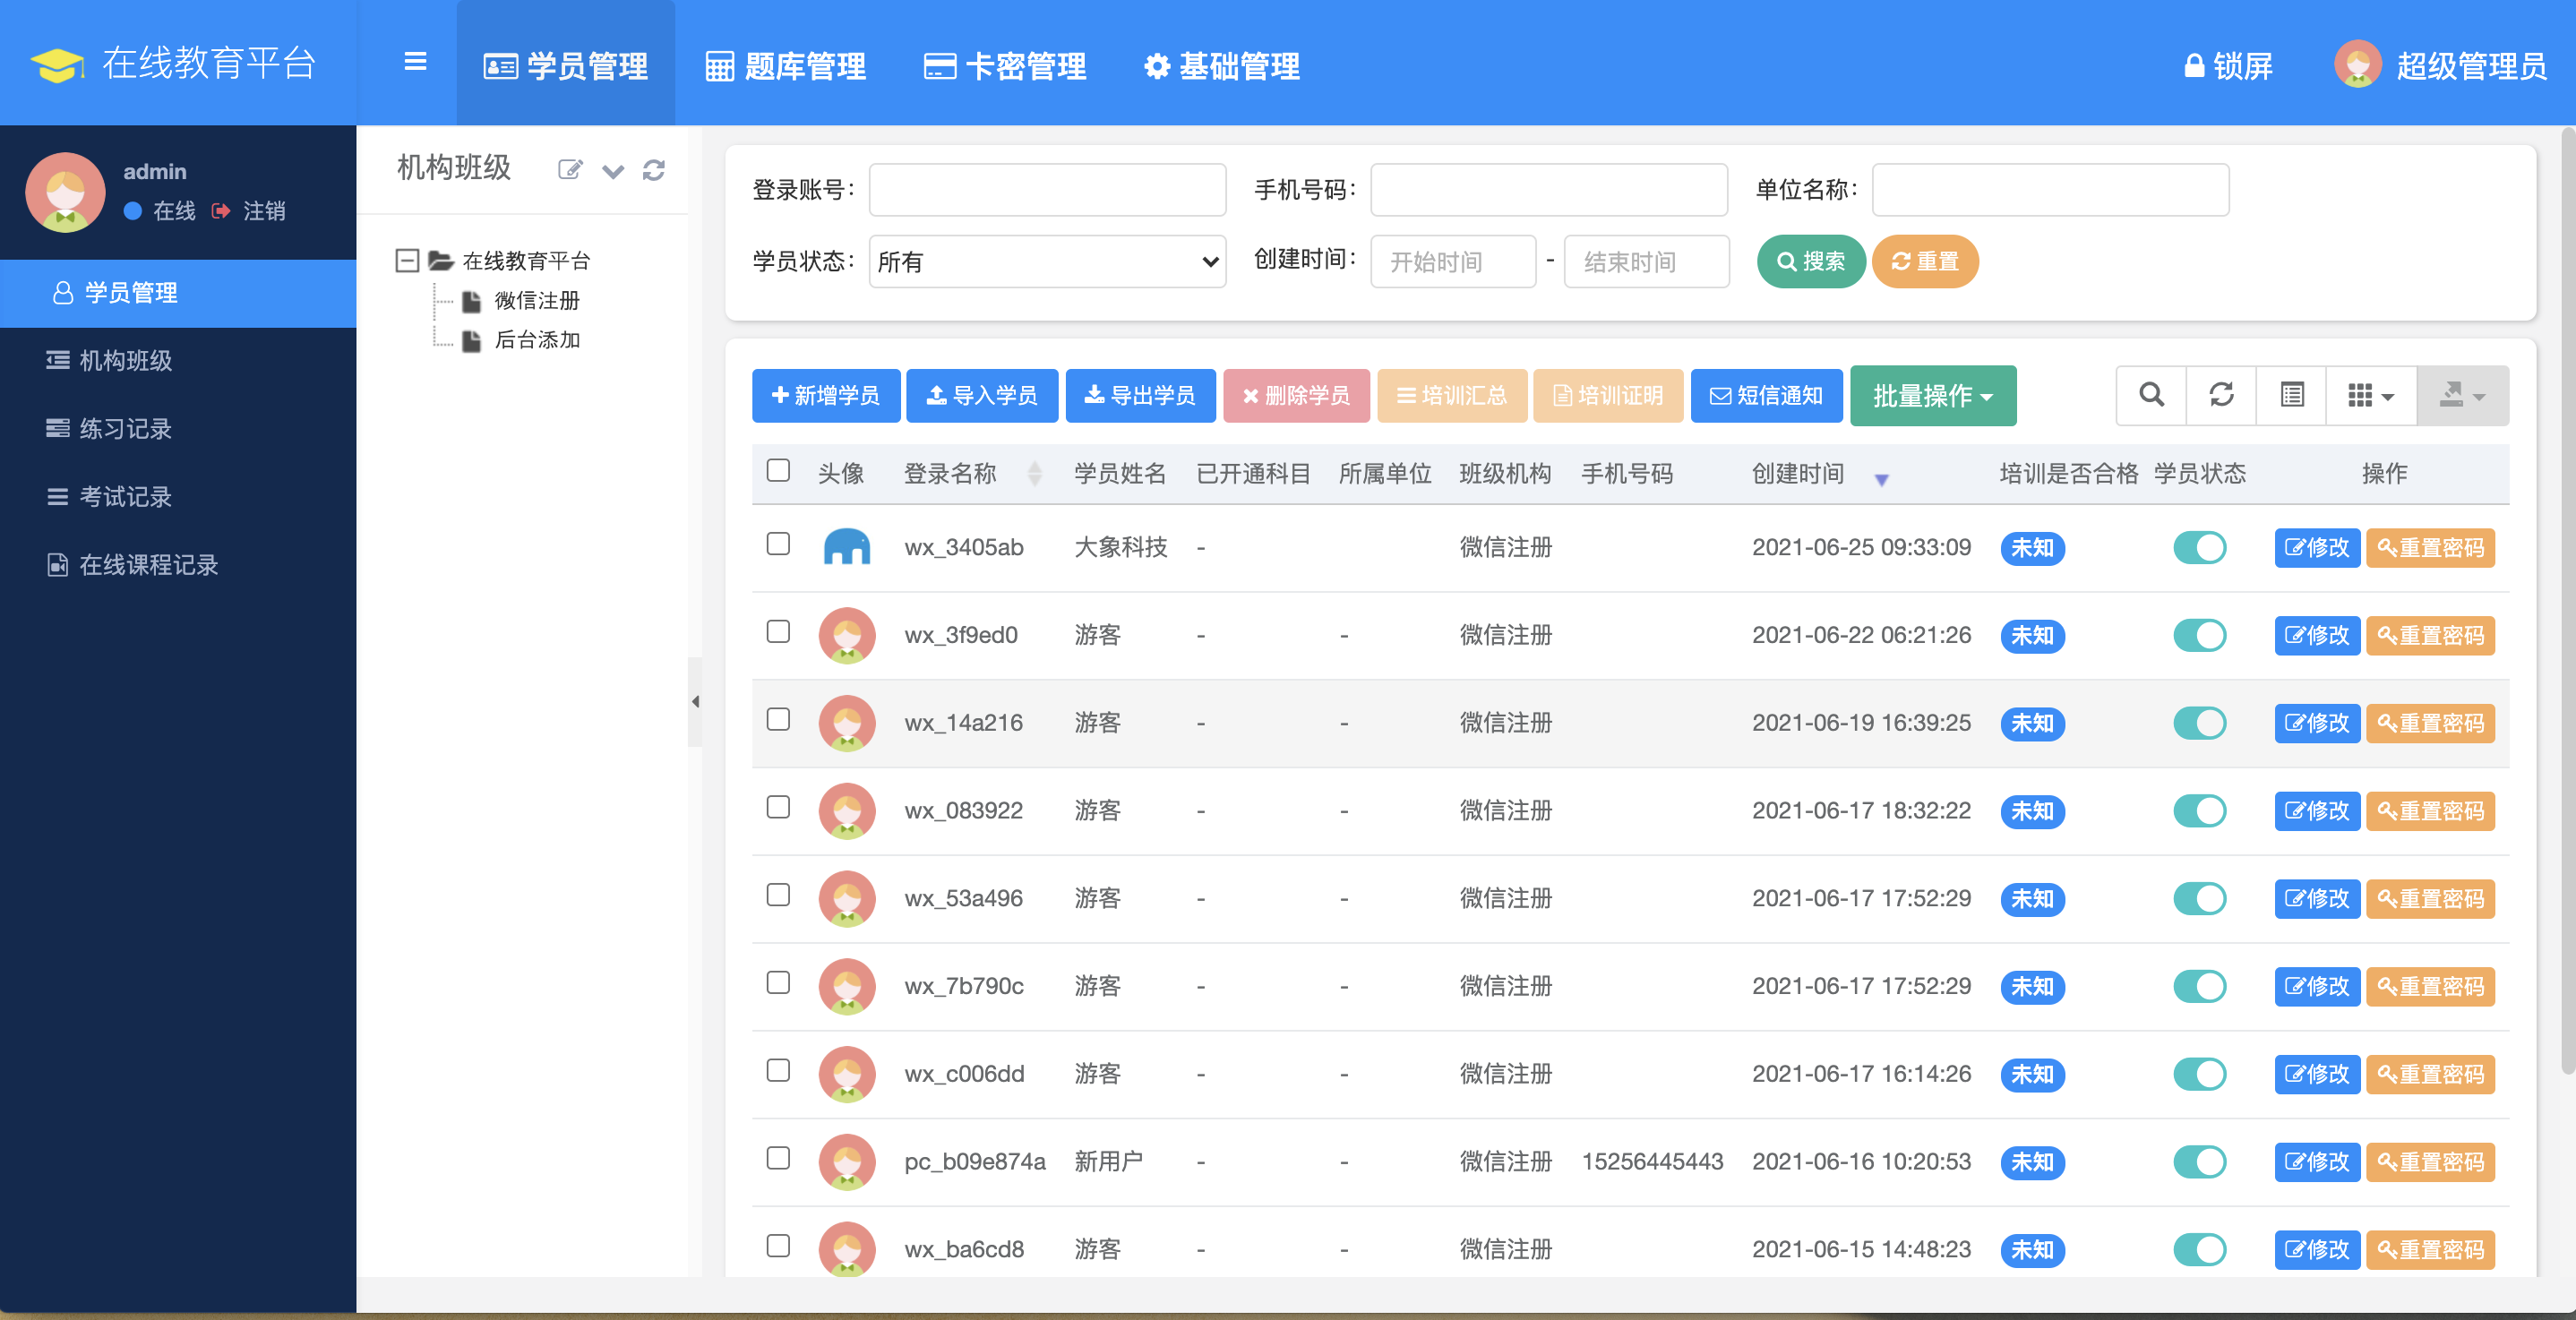 在线教育平台
学员管理 题库管理 卡密管理 基础管理
锁屏 超级管理员
admin
在线 注销
学员管理
机构班级
练习记录
考试记录
在线课程记录
机构班级
在线教育平台
微信注册
后台添加
登录账号： 手机号码： 单位名称：
学员状态： 所有 创建时间： 开始时间 - 结束时间 搜索 重置
新增学员 导入学员 导出学员 删除学员 培训汇总 培训证明 短信通知 批量操作
头像 登录名称 学员姓名 已开通科目 所属单位 班级机构 手机号码 创建时间 培训是否合格 学员状态 操作
wx_3405ab 大象科技 - 微信注册 2021-06-25 09:33:09 未知 修改 重置密码
wx_3f9ed0 游客 - - 微信注册 2021-06-22 06:21:26 未知 修改 重置密码
wx_14a216 游客 - - 微信注册 2021-06-19 16:39:25 未知 修改 重置密码
wx_083922 游客 - - 微信注册 2021-06-17 18:32:22 未知 修改 重置密码
wx_53a496 游客 - - 微信注册 2021-06-17 17:52:29 未知 修改 重置密码
wx_7b790c 游客 - - 微信注册 2021-06-17 17:52:29 未知 修改 重置密码
wx_c006dd 游客 - - 微信注册 2021-06-17 16:14:26 未知 修改 重置密码
pc_b09e874a 新用户 - - 微信注册 15256445443 2021-06-16 10:20:53 未知 修改 重置密码
wx_ba6cd8 游客 - - 微信注册 2021-06-15 14:48:23 未知 修改 重置密码